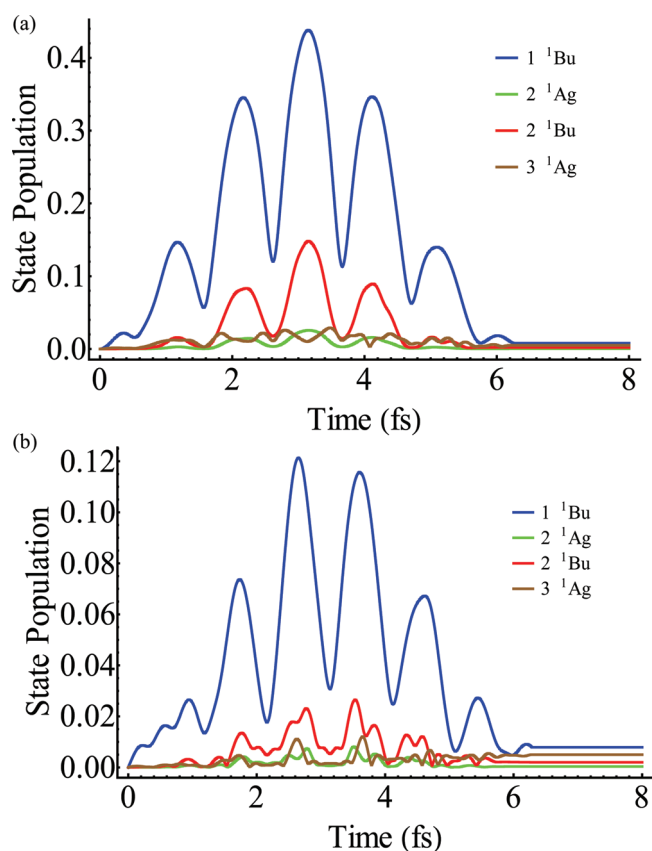 (a)
State Population
0.4
0.3
0.2
0.1
0.0
1 ¹Bu
2 ¹Ag
2 ¹Bu
3 ¹Ag
0 2 4 6 8
Time (fs)
(b)
State Population
0.12
0.10
0.08
0.06
0.04
0.02
0.00
1 ¹Bu
2 ¹Ag
2 ¹Bu
3 ¹Ag
0 2 4 6 8
Time (fs)